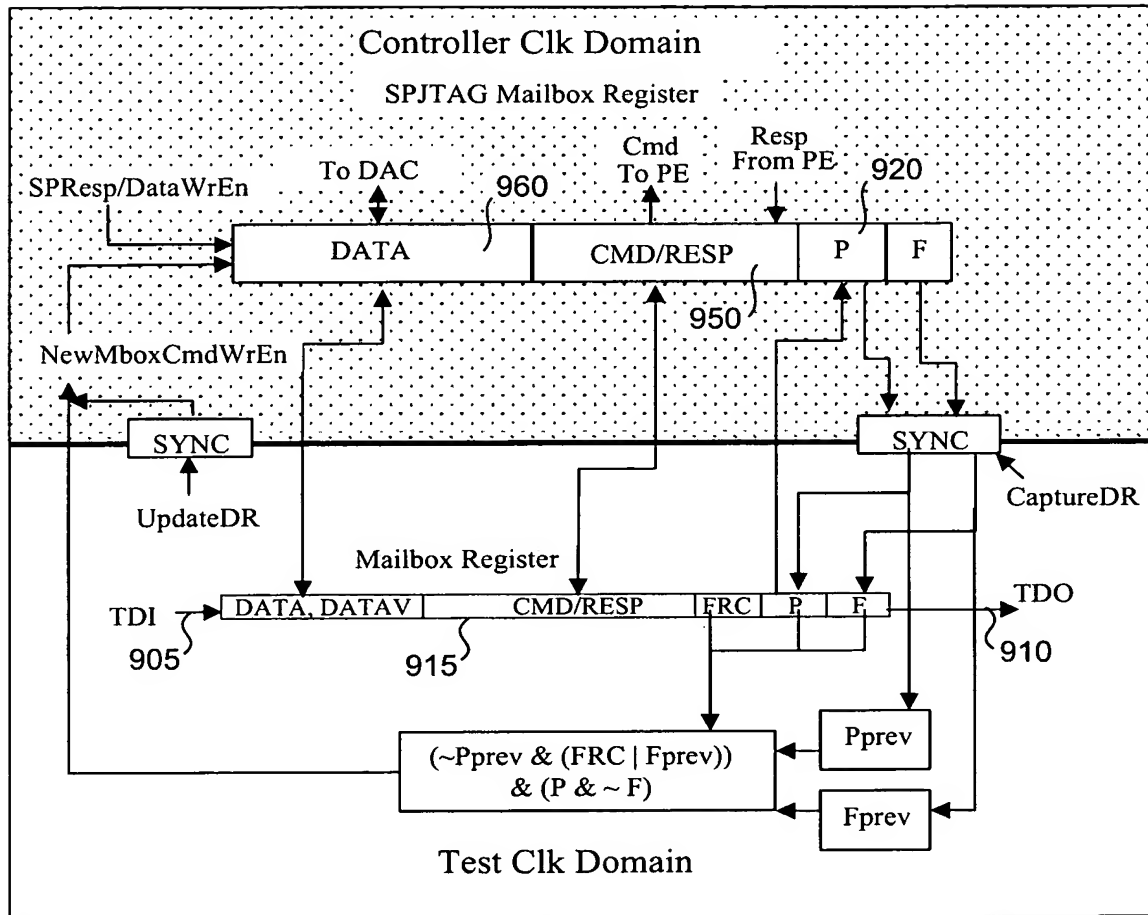 Controller Clk Domain
SPJTAG Mailbox Register
SPResp/DataWrEn
To DAC
960
Cmd
To PE
Resp
From PE
920
DATA
CMD/RESP
P
F
950
NewMboxCmdWrEn
SYNC
SYNC
UpdateDR
CaptureDR
Mailbox Register
TDI
DATA, DATAV
CMD/RESP
FRC
P
F
TDO
905
915
910
(~Pprev & (FRC | Fprev))
& (P & ~ F)
Pprev
Fprev
Test Clk Domain